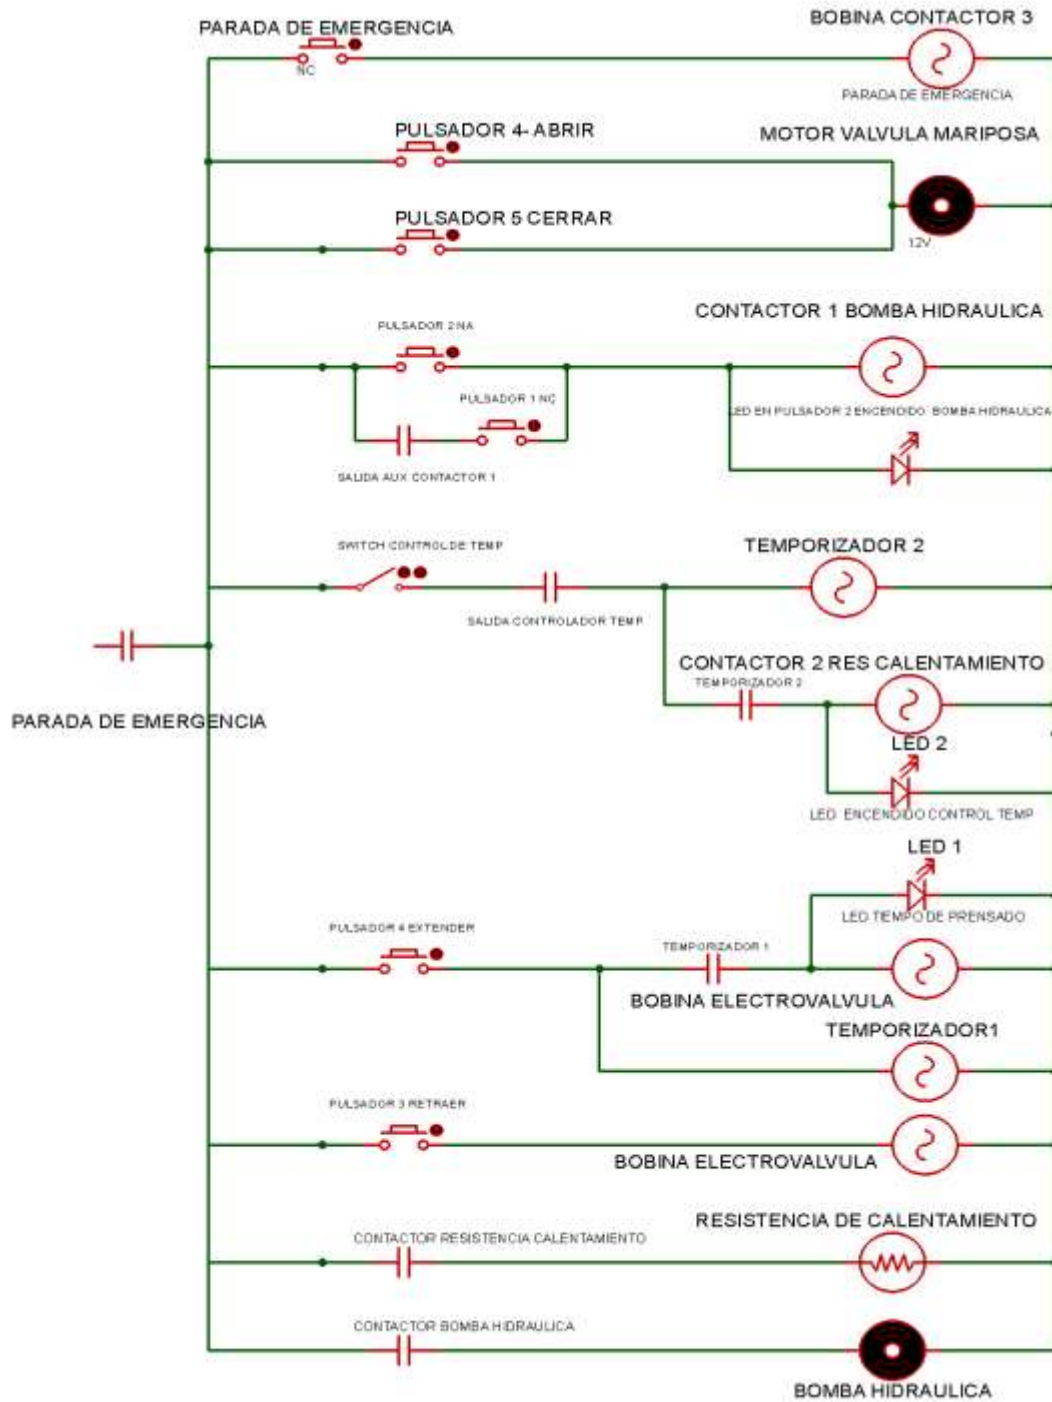 PARADA DE EMERGENCIA
BOBINA CONTACTOR 3
NC
PARADA DE EMERGENCIA
PULSADOR 4- ABRIR
MOTOR VALVULA MARIPOSA
PULSADOR 5 CERRAR
12V
CONTACTOR 1 BOMBA HIDRAULICA
PULSADOR 2 NA
PULSADOR 1 NC
LED EN PULSADOR 2 ENCENDIDO BOMBA HIDRAULICA
SALIDA AUX CONTACTOR 1
SWITCH CONTROL DE TEMP
TEMPORIZADOR 2
SALIDA CONTROLADOR TEMP
CONTACTOR 2 RES CALENTAMIENTO
TEMPORIZADOR 2
PARADA DE EMERGENCIA
LED 2
LED ENCENDIDO CONTROL TEMP
LED 1
LED TIEMPO DE PRENSADO
PULSADOR 4 EXTENDER
TEMPORIZADOR 1
BOBINA ELECTROVALVULA
TEMPORIZADOR1
PULSADOR 3 RETRAER
BOBINA ELECTROVALVULA
RESISTENCIA DE CALENTAMIENTO
CONTACTOR RESISTENCIA CALENTAMIENTO
CONTACTOR BOMBA HIDRAULICA
BOMBA HIDRAULICA